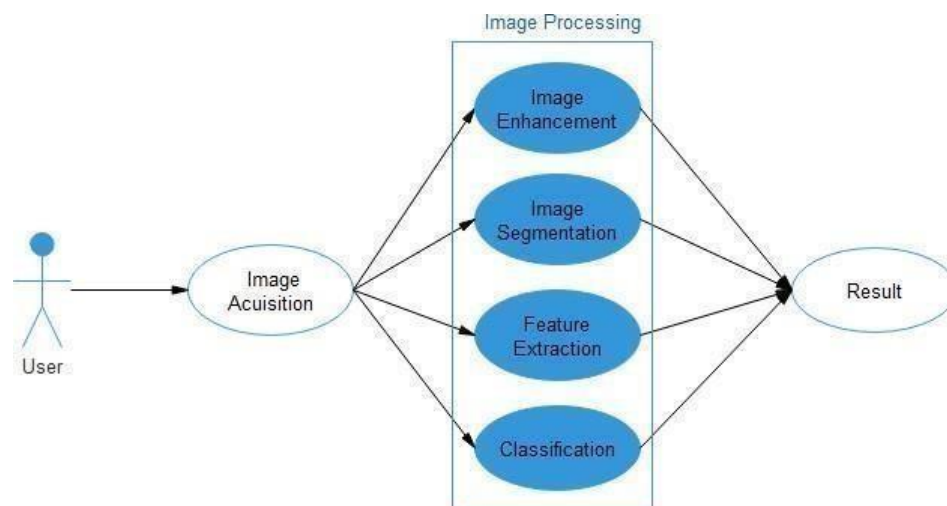 Image Processing
Image
Enhancement
Image
Segmentation
User
Image
Acuisition
Feature
Extraction
Classification
Result